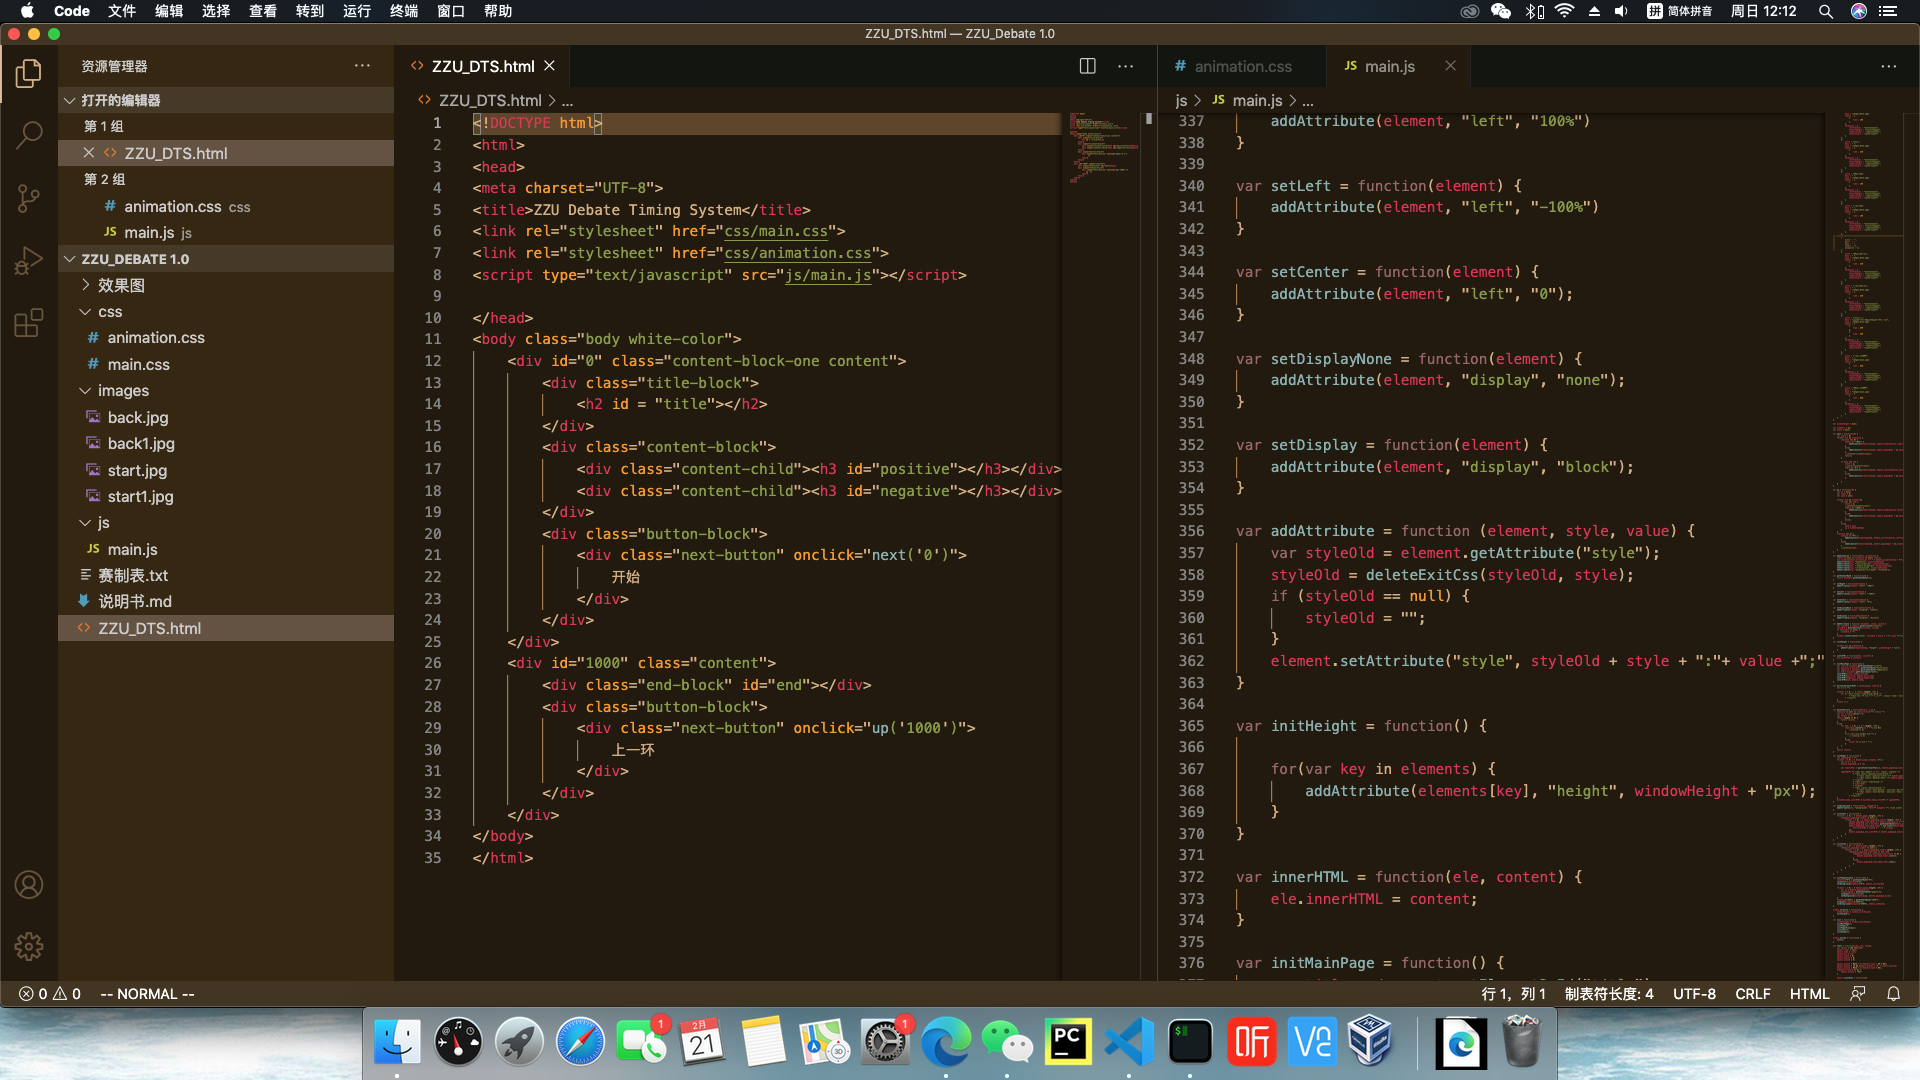 Code 文件 编辑 选择 查看 转到 运行 终端 窗口 帮助 拼 简体拼音 周日 12:12
ZZU_DTS.html — ZZU_Debate 1.0
资源管理器
打开的编辑器
第 1 组
ZZU_DTS.html
第 2 组
# animation.css css
JS main.js js
ZZU_DEBATE 1.0
效果图
css
# animation.css
# main.css
images
back.jpg
back1.jpg
start.jpg
start1.jpg
js
JS main.js
赛制表.txt
说明书.md
<> ZZU_DTS.html
<> ZZU_DTS.html
<> ZZU_DTS.html > ...
1 <!DOCTYPE html>
2 <html>
3 <head>
4 <meta charset="UTF-8">
5 <title>ZZU Debate Timing System</title>
6 <link rel="stylesheet" href="css/main.css">
7 <link rel="stylesheet" href="css/animation.css">
8 <script type="text/javascript" src="js/main.js"></script>
9
10 </head>
11 <body class="body white-color">
12 <div id="0" class="content-block-one content">
13 <div class="title-block">
14 <h2 id = "title"></h2>
15 </div>
16 <div class="content-block">
17 <div class="content-child"><h3 id="positive"></h3></div>
18 <div class="content-child"><h3 id="negative"></h3></div>
19 </div>
20 <div class="button-block">
21 <div class="next-button" onclick="next('0')">
22 开始
23 </div>
24 </div>
25 </div>
26 <div id="1000" class="content">
27 <div class="end-block" id="end"></div>
28 <div class="button-block">
29 <div class="next-button" onclick="up('1000')">
30 上一环
31 </div>
32 </div>
33 </div>
34 </body>
35 </html>
# animation.css JS main.js
js > JS main.js > ...
337 addAttribute(element, "left", "100%")
338 }
339
340 var setLeft = function(element) {
341 addAttribute(element, "left", "-100%")
342 }
343
344 var setCenter = function(element) {
345 addAttribute(element, "left", "0");
346 }
347
348 var setDisplayNone = function(element) {
349 addAttribute(element, "display", "none");
350 }
351
352 var setDisplay = function(element) {
353 addAttribute(element, "display", "block");
354 }
355
356 var addAttribute = function (element, style, value) {
357 var styleOld = element.getAttribute("style");
358 styleOld = deleteExitCss(styleOld, style);
359 if (styleOld == null) {
360 styleOld = "";
361 }
362 element.setAttribute("style", styleOld + style + ":"+ value +";"
363 }
364
365 var initHeight = function() {
366
367 for(var key in elements) {
368 addAttribute(elements[key], "height", windowHeight + "px");
369 }
370 }
371
372 var innerHTML = function(ele, content) {
373 ele.innerHTML = content;
374 }
375
376 var initMainPage = function() {
0 0 -- NORMAL -- 行 1，列 1 制表符长度: 4 UTF-8 CRLF HTML
1 2月 21 3D 1 PC $ 听